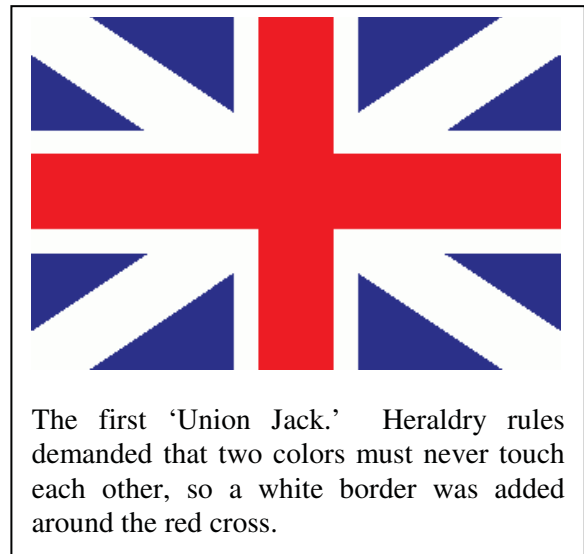 The first ‘Union Jack.’ Heraldry rules
demanded that two colors must never touch
each other, so a white border was added
around the red cross.